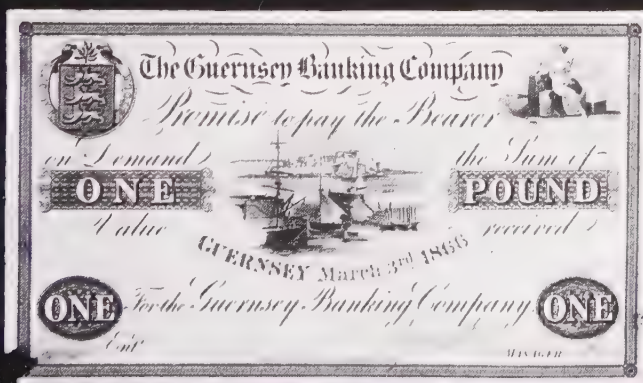 The Guernsey Banking Company
Promise to pay the Bearer
on Demand the Sum of
ONE POUND
Value received
GUERNSEY March 3rd 1866
ONE For the Guernsey Banking Company ONE
Ent
MANAGER